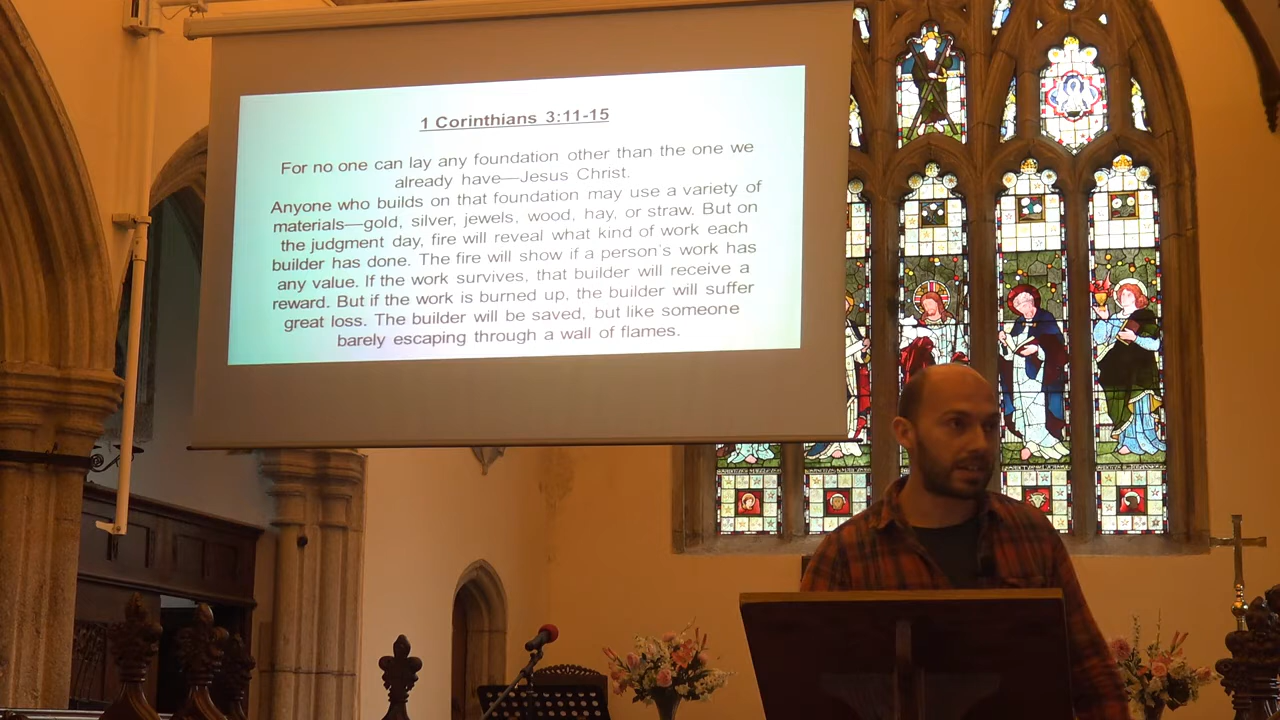 1 Corinthians 3:11-15
For no one can lay any foundation other than the one we
already have—Jesus Christ.
Anyone who builds on that foundation may use a variety of
materials—gold, silver, jewels, wood, hay, or straw. But on
the judgment day, fire will reveal what kind of work each
builder has done. The fire will show if a person's work has
any value. If the work survives, that builder will receive a
reward. But if the work is burned up, the builder will suffer
great loss. The builder will be saved, but like someone
barely escaping through a wall of flames.